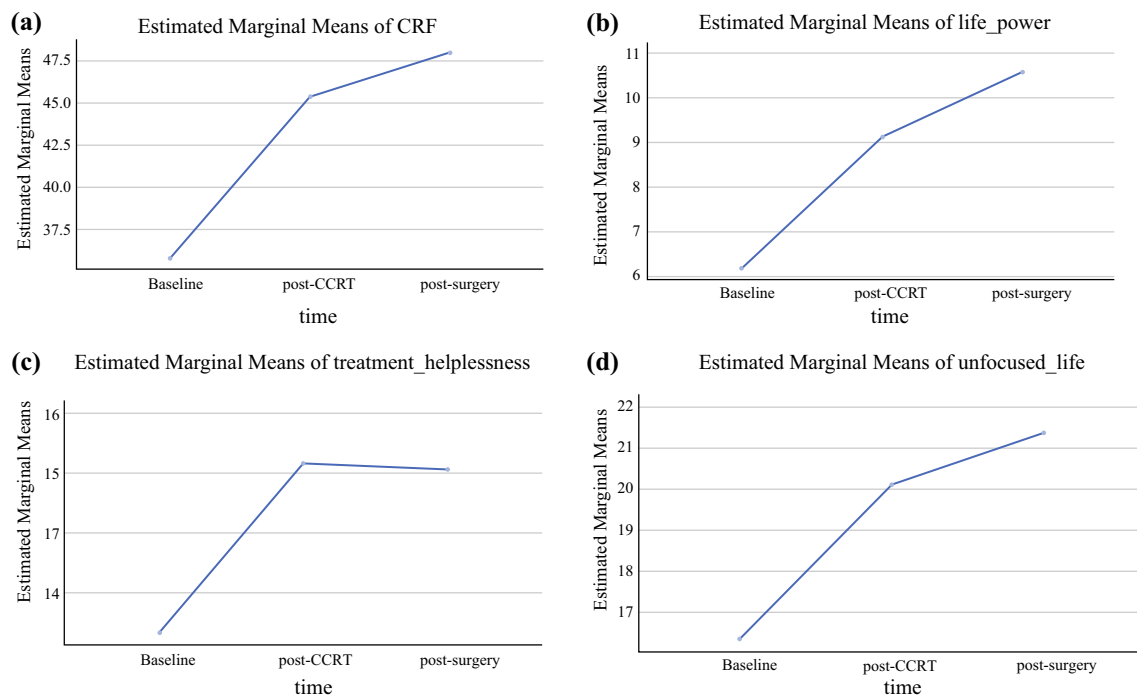 (a)
Estimated Marginal Means of CRF
Estimated Marginal Means
47.5
45.0
42.5
40.0
37.5
Baseline
post-CCRT
post-surgery
time
(b)
Estimated Marginal Means of life_power
Estimated Marginal Means
11
10
9
8
7
6
Baseline
post-CCRT
post-surgery
time
(c)
Estimated Marginal Means of treatment_helplessness
Estimated Marginal Means
16
15
17
14
Baseline
post-CCRT
post-surgery
time
(d)
Estimated Marginal Means of unfocused_life
Estimated Marginal Means
22
21
20
19
18
17
Baseline
post-CCRT
post-surgery
time